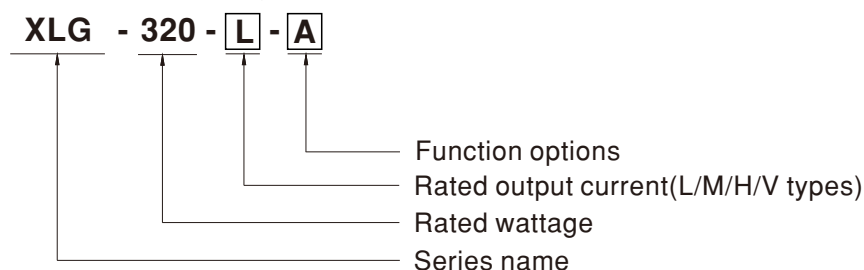 XLG - 320 - L - A
Function options
Rated output current(L/M/H/V types)
Rated wattage
Series name